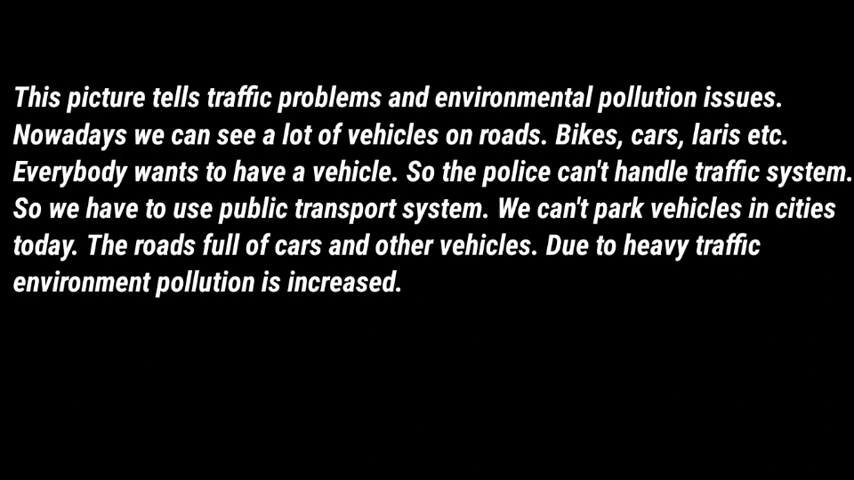 This picture tells traffic problems and environmental pollution issues.
Nowadays we can see a lot of vehicles on roads. Bikes, cars, laris etc.
Everybody wants to have a vehicle. So the police can't handle traffic system.
So we have to use public transport system. We can't park vehicles in cities
today. The roads full of cars and other vehicles. Due to heavy traffic
environment pollution is increased.